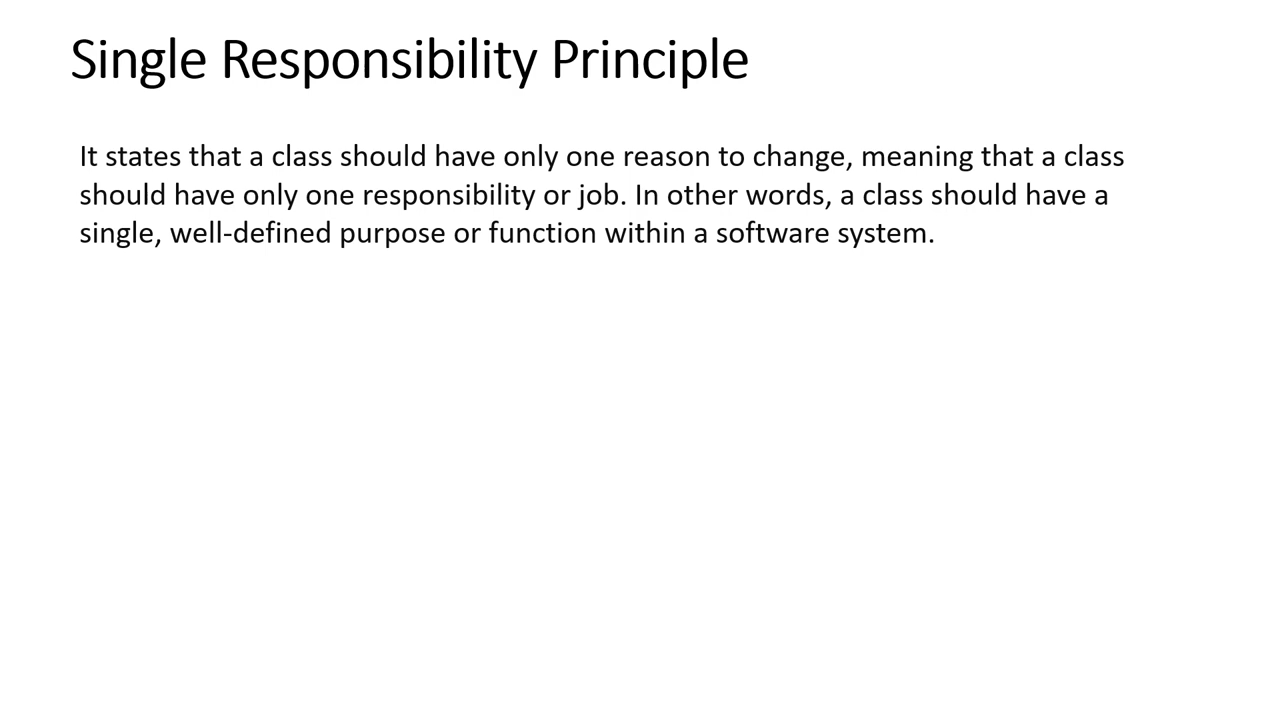 Single Responsibility Principle
It states that a class should have only one reason to change, meaning that a class
should have only one responsibility or job. In other words, a class should have a
single, well-defined purpose or function within a software system.